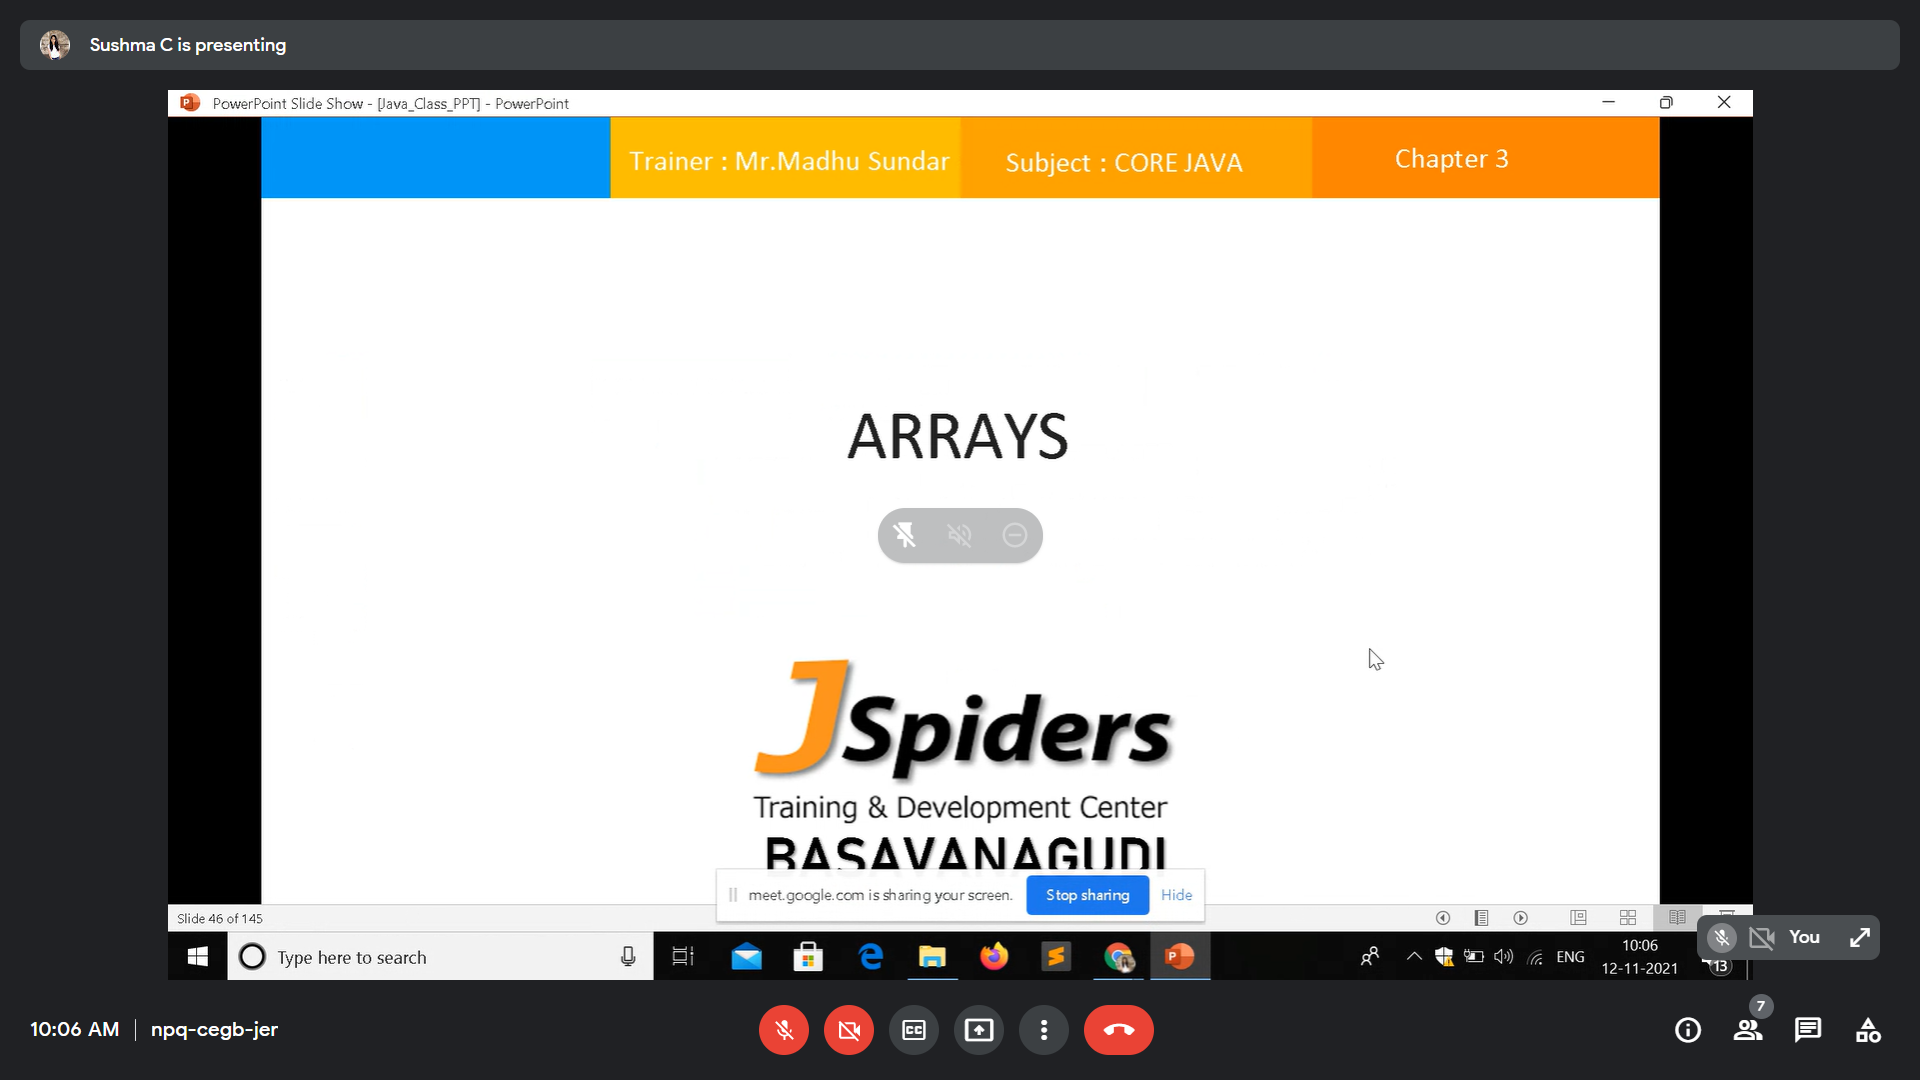 Sushma C is presenting
PowerPoint Slide Show - [Java_Class_PPT] - PowerPoint
Trainer : Mr.Madhu Sundar
Subject : CORE JAVA
Chapter 3
ARRAYS
JSpiders
Training & Development Center
BASAVANAGUDI
meet.google.com is sharing your screen.
Stop sharing
Hide
Slide 46 of 145
Type here to search
ENG
10:06
12-11-2021
13
You
10:06 AM
npq-cegb-jer
CC
7